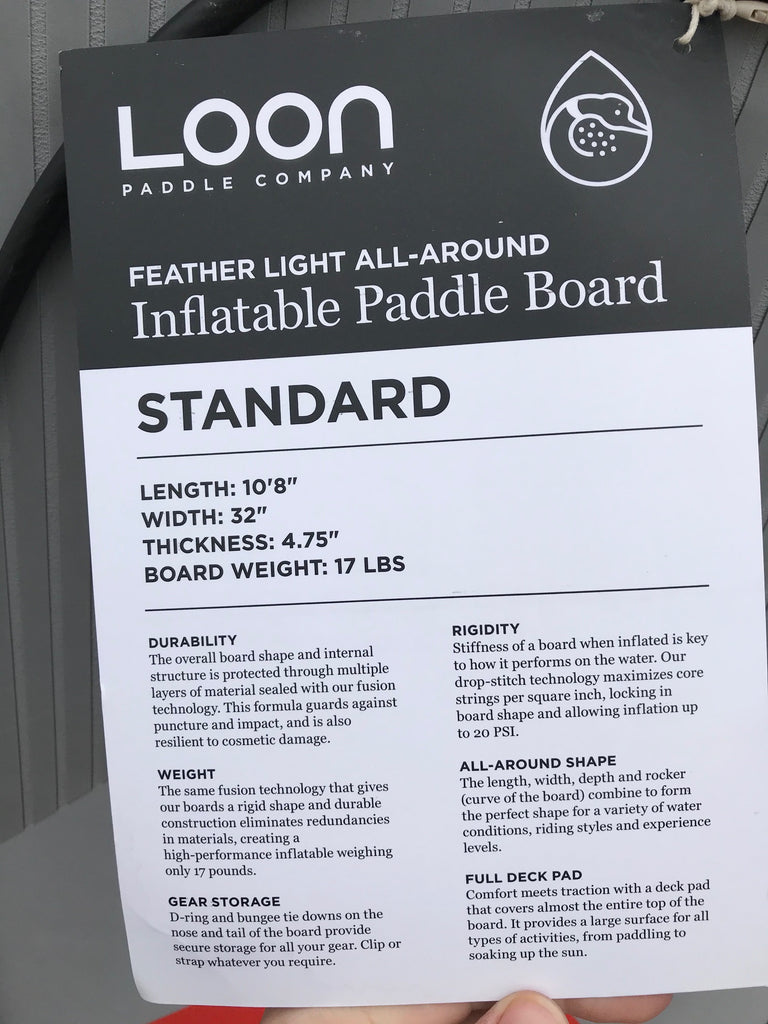 LOON
PADDLE COMPANY
FEATHER LIGHT ALL-AROUND
Inflatable Paddle Board
STANDARD
LENGTH: 10'8"
WIDTH: 32"
THICKNESS: 4.75"
BOARD WEIGHT: 17 LBS
DURABILITY
The overall board shape and internal
structure is protected through multiple
layers of material sealed with our fusion
technology. This formula guards against
puncture and impact, and is also
resilient to cosmetic damage.
WEIGHT
The same fusion technology that gives
our boards a rigid shape and durable
construction eliminates redundancies
in materials, creating a
high-performance inflatable weighing
only 17 pounds.
GEAR STORAGE
D-ring and bungee tie downs on the
nose and tail of the board provide
secure storage for all your gear. Clip or
strap whatever you require.
RIGIDITY
Stiffness of a board when inflated is key
to how it performs on the water. Our
drop-stitch technology maximizes core
strings per square inch, locking in
board shape and allowing inflation up
to 20 PSI.
ALL-AROUND SHAPE
The length, width, depth and rocker
(curve of the board) combine to form
the perfect shape for a variety of water
conditions, riding styles and experience
levels.
FULL DECK PAD
Comfort meets traction with a deck pad
that covers almost the entire top of the
board. It provides a large surface for all
types of activities, from paddling to
soaking up the sun.